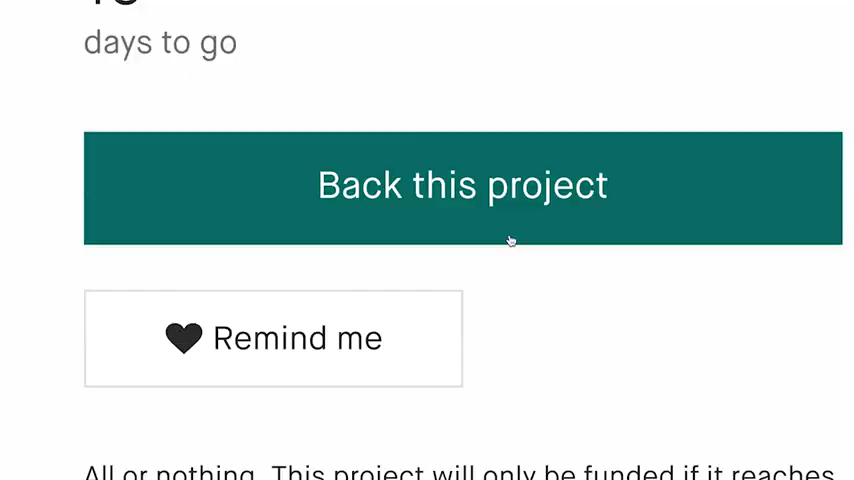 days to go
Back this project
Remind me
All or nothing. This project will only be funded if it reaches